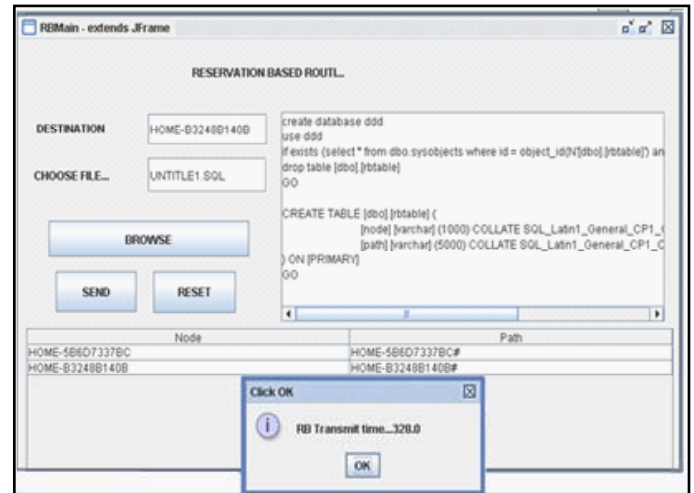 RBMain - extends JFrame
RESERVATION BASED ROUTI...
DESTINATION
HOME-B3248B140B
CHOOSE FILE...
UNTITLE1.SQL
BROWSE
SEND
RESET
create database ddd
use ddd
if exists (select * from dbo.sysobjects where id = object_id(N'[dbo].[rbtable]') an
drop table [dbo].[rbtable]
GO
CREATE TABLE [dbo].[rbtable] (
[node] [varchar] (1000) COLLATE SQL_Latin1_General_CP1_C
[path] [varchar] (5000) COLLATE SQL_Latin1_General_CP1_C
) ON [PRIMARY]
GO
Node Path
HOME-5B6D7337BC HOME-5B6D7337BC#
HOME-B3248B140B HOME-B3248B140B#
Click OK
RB Transmit time...328.0
OK